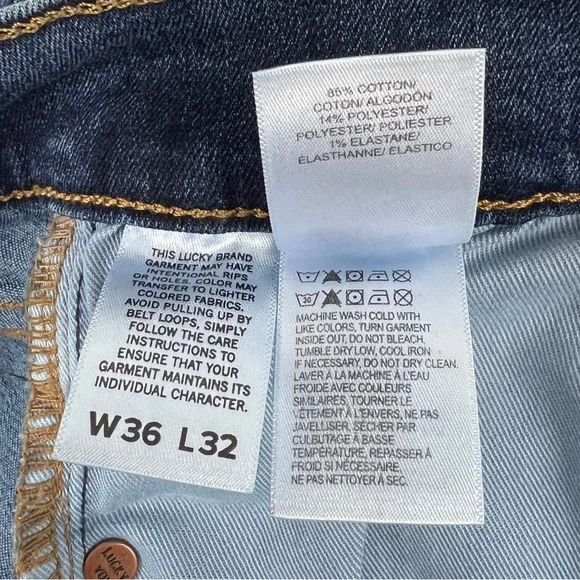 85% COTTON/
COTON/ ALGODÓN
14% POLYESTER/
POLYESTER/ POLIÉSTER
1% ELASTANE/
ÉLASTHANNE/ ELÁSTICO
THIS LUCKY BRAND
GARMENT MAY HAVE
INTENTIONAL RIPS
OR HOLES. COLOR MAY
TRANSFER TO LIGHTER
COLORED FABRICS.
AVOID PULLING UP BY
BELT LOOPS, SIMPLY
FOLLOW THE CARE
INSTRUCTIONS TO
ENSURE THAT YOUR
GARMENT MAINTAINS ITS
INDIVIDUAL CHARACTER.
W36 L32
30
MACHINE WASH COLD WITH
LIKE COLORS, TURN GARMENT
INSIDE OUT, DO NOT BLEACH,
TUMBLE DRY LOW, COOL IRON
IF NECESSARY, DO NOT DRY CLEAN.
LAVER À LA MACHINE À L'EAU
FROIDE AVEC COULEURS
SIMILAIRES, TOURNER LE
VÊTEMENT À L'ENVERS, NE PAS
JAVELLISER, SÉCHER PAR
CULBUTAGE À BASSE
TEMPÉRATURE, REPASSER À
FROID SI NÉCESSAIRE,
NE PAS NETTOYER À SEC.
LUCKY
YOU